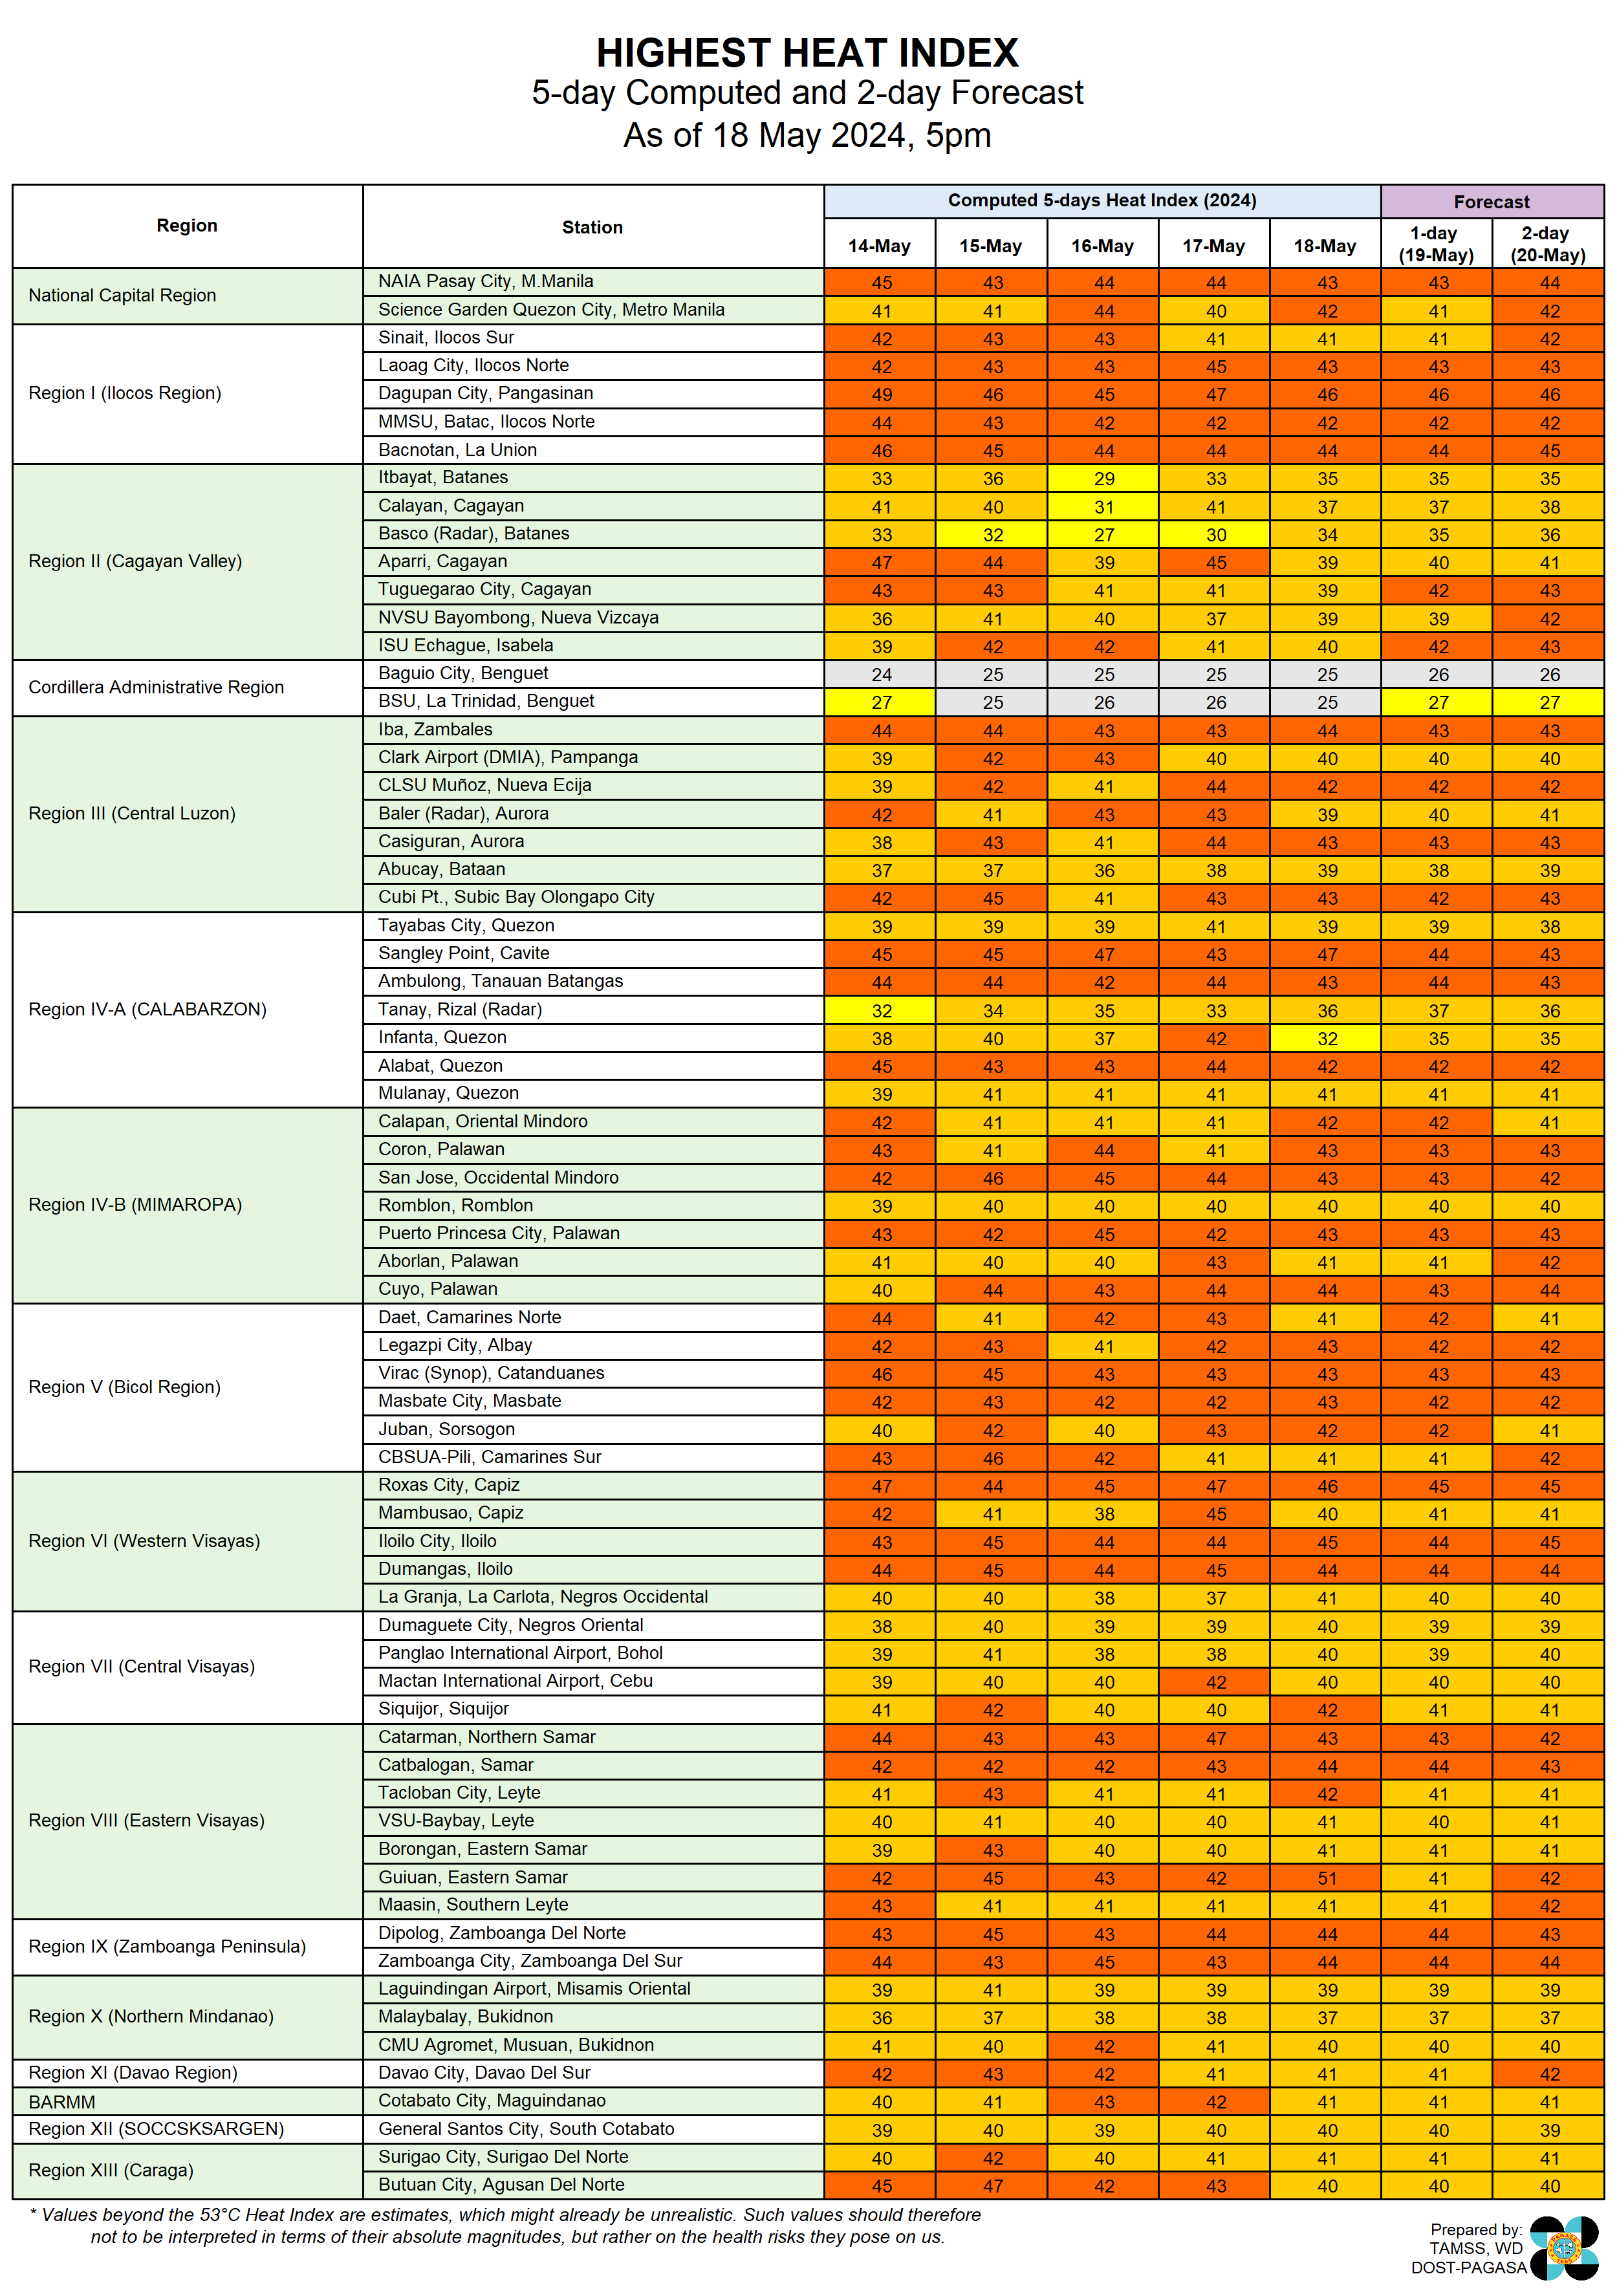 HIGHEST HEAT INDEX
5-day Computed and 2-day Forecast
As of 18 May 2024, 5pm
Region Station Computed 5-days Heat Index (2024) Forecast
14-May 15-May 16-May 17-May 18-May 1-day (19-May) 2-day (20-May)
National Capital Region
NAIA Pasay City, M.Manila 45 43 44 44 43 43 44
Science Garden Quezon City, Metro Manila 41 41 44 40 42 41 42
Region I (Ilocos Region)
Sinait, Ilocos Sur 42 43 43 41 41 41 42
Laoag City, Ilocos Norte 42 43 43 45 43 43 43
Dagupan City, Pangasinan 49 46 45 47 46 46 46
MMSU, Batac, Ilocos Norte 44 43 42 42 42 42 42
Bacnotan, La Union 46 45 44 44 44 44 45
Region II (Cagayan Valley)
Itbayat, Batanes 33 36 29 33 35 35 35
Calayan, Cagayan 41 40 31 41 37 37 38
Basco (Radar), Batanes 33 32 27 30 34 35 36
Aparri, Cagayan 47 44 39 45 39 40 41
Tuguegarao City, Cagayan 43 43 41 41 39 42 43
NVSU Bayombong, Nueva Vizcaya 36 41 40 37 39 39 42
ISU Echague, Isabela 39 42 42 41 40 42 43
Cordillera Administrative Region
Baguio City, Benguet 24 25 25 25 25 26 26
BSU, La Trinidad, Benguet 27 25 26 26 25 27 27
Region III (Central Luzon)
Iba, Zambales 44 44 43 43 44 43 43
Clark Airport (DMIA), Pampanga 39 42 43 40 40 40 40
CLSU Muñoz, Nueva Ecija 39 42 41 44 42 42 42
Baler (Radar), Aurora 42 41 43 43 39 40 41
Casiguran, Aurora 38 43 41 44 43 43 43
Abucay, Bataan 37 37 36 38 39 38 39
Cubi Pt., Subic Bay Olongapo City 42 45 41 43 43 42 43
Region IV-A (CALABARZON)
Tayabas City, Quezon 39 39 39 41 39 39 38
Sangley Point, Cavite 45 45 47 43 47 44 43
Ambulong, Tanauan Batangas 44 44 42 44 43 44 43
Tanay, Rizal (Radar) 32 34 35 33 36 37 36
Infanta, Quezon 38 40 37 42 32 35 35
Alabat, Quezon 45 43 43 44 42 42 42
Mulanay, Quezon 39 41 41 41 41 41 41
Region IV-B (MIMAROPA)
Calapan, Oriental Mindoro 42 41 41 41 42 42 41
Coron, Palawan 43 41 44 41 43 43 43
San Jose, Occidental Mindoro 42 46 45 44 43 43 42
Romblon, Romblon 39 40 40 40 40 40 40
Puerto Princesa City, Palawan 43 42 45 42 43 43 43
Aborlan, Palawan 41 40 40 43 41 41 42
Cuyo, Palawan 40 44 43 44 44 43 44
Region V (Bicol Region)
Daet, Camarines Norte 44 41 42 43 41 42 41
Legazpi City, Albay 42 43 41 42 43 42 42
Virac (Synop), Catanduanes 46 45 43 43 43 43 43
Masbate City, Masbate 42 43 42 42 43 42 42
Juban, Sorsogon 40 42 40 43 42 42 41
CBSUA-Pili, Camarines Sur 43 46 42 41 41 41 42
Region VI (Western Visayas)
Roxas City, Capiz 47 44 45 47 46 45 45
Mambusao, Capiz 42 41 38 45 40 41 41
Iloilo City, Iloilo 43 45 44 44 45 44 45
Dumangas, Iloilo 44 45 44 45 44 44 44
La Granja, La Carlota, Negros Occidental 40 40 38 37 41 40 40
Region VII (Central Visayas)
Dumaguete City, Negros Oriental 38 40 39 39 40 39 39
Panglao International Airport, Bohol 39 41 38 38 40 39 40
Mactan International Airport, Cebu 39 40 40 42 40 40 40
Siquijor, Siquijor 41 42 40 40 42 41 41
Region VIII (Eastern Visayas)
Catarman, Northern Samar 44 43 43 47 43 43 42
Catbalogan, Samar 42 42 42 43 44 44 43
Tacloban City, Leyte 41 43 41 41 42 41 41
VSU-Baybay, Leyte 40 41 40 40 41 40 41
Borongan, Eastern Samar 39 43 40 40 41 41 41
Guiuan, Eastern Samar 42 45 43 42 51 41 42
Maasin, Southern Leyte 43 41 41 41 41 41 42
Region IX (Zamboanga Peninsula)
Dipolog, Zamboanga Del Norte 43 45 43 44 44 44 43
Zamboanga City, Zamboanga Del Sur 44 43 45 43 44 44 44
Region X (Northern Mindanao)
Laguindingan Airport, Misamis Oriental 39 41 39 39 39 39 39
Malaybalay, Bukidnon 36 37 38 38 37 37 37
CMU Agromet, Musuan, Bukidnon 41 40 42 41 40 40 40
Region XI (Davao Region)
Davao City, Davao Del Sur 42 43 42 41 41 41 42
BARMM
Cotabato City, Maguindanao 40 41 43 42 41 41 41
Region XII (SOCCSKSARGEN)
General Santos City, South Cotabato 39 40 39 40 40 40 39
Region XIII (Caraga)
Surigao City, Surigao Del Norte 40 42 40 41 41 41 41
Butuan City, Agusan Del Norte 45 47 42 43 40 40 40
* Values beyond the 53°C Heat Index are estimates, which might already be unrealistic. Such values should therefore
not to be interpreted in terms of their absolute magnitudes, but rather on the health risks they pose on us.
Prepared by:
TAMSS, WD
DOST-PAGASA